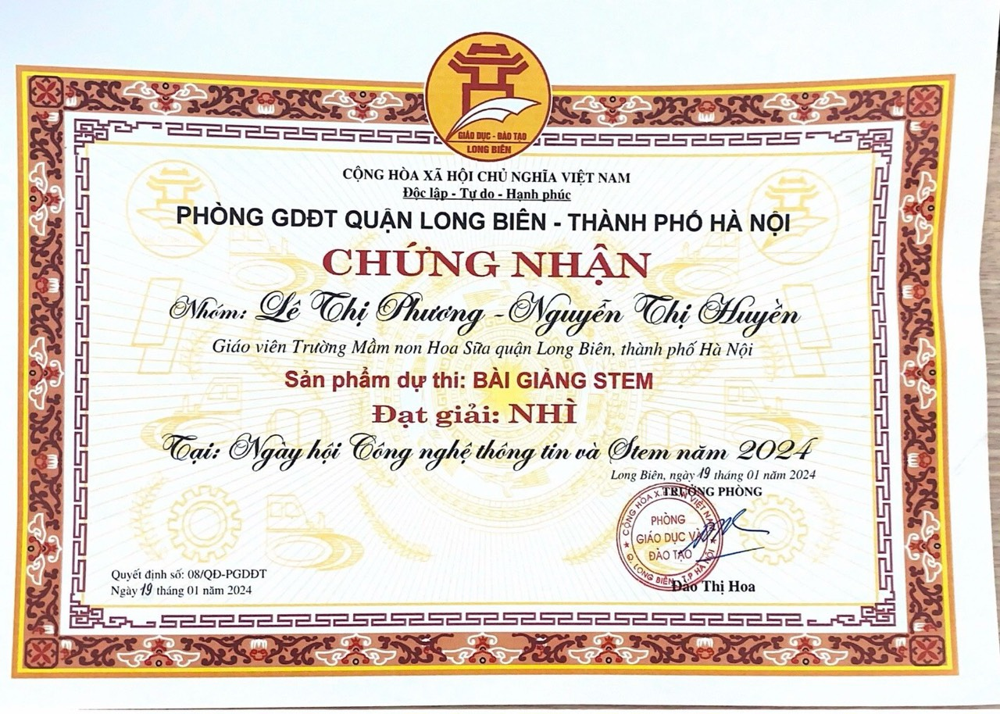 GIÁO DỤC - ĐÀO TẠO
LONG BIÊN
CỘNG HÒA XÃ HỘI CHỦ NGHĨA VIỆT NAM
Độc lập - Tự do - Hạnh phúc
PHÒNG GDĐT QUẬN LONG BIÊN - THÀNH PHỐ HÀ NỘI
CHỨNG NHẬN
Nhóm: Lê Thị Phương - Nguyễn Thị Huyền
Giáo viên Trường Mầm non Hoa Sữa quận Long Biên, thành phố Hà Nội
Sản phẩm dự thi: BÀI GIẢNG STEM
Đạt giải: NHÌ
Tại: Ngày hội Công nghệ thông tin và Stem năm 2024
Long Biên, ngày 19 tháng 01 năm 2024
TRƯỞNG PHÒNG
CỘNG HÒA X.H.C.N VIỆT NAM
PHÒNG
GIÁO DỤC VÀ
ĐÀO TẠO
Q. LONG BIÊN - T.P HÀ NỘI
Đào Thị Hoa
Quyết định số: 08/QĐ-PGDĐT
Ngày 19 tháng 01 năm 2024